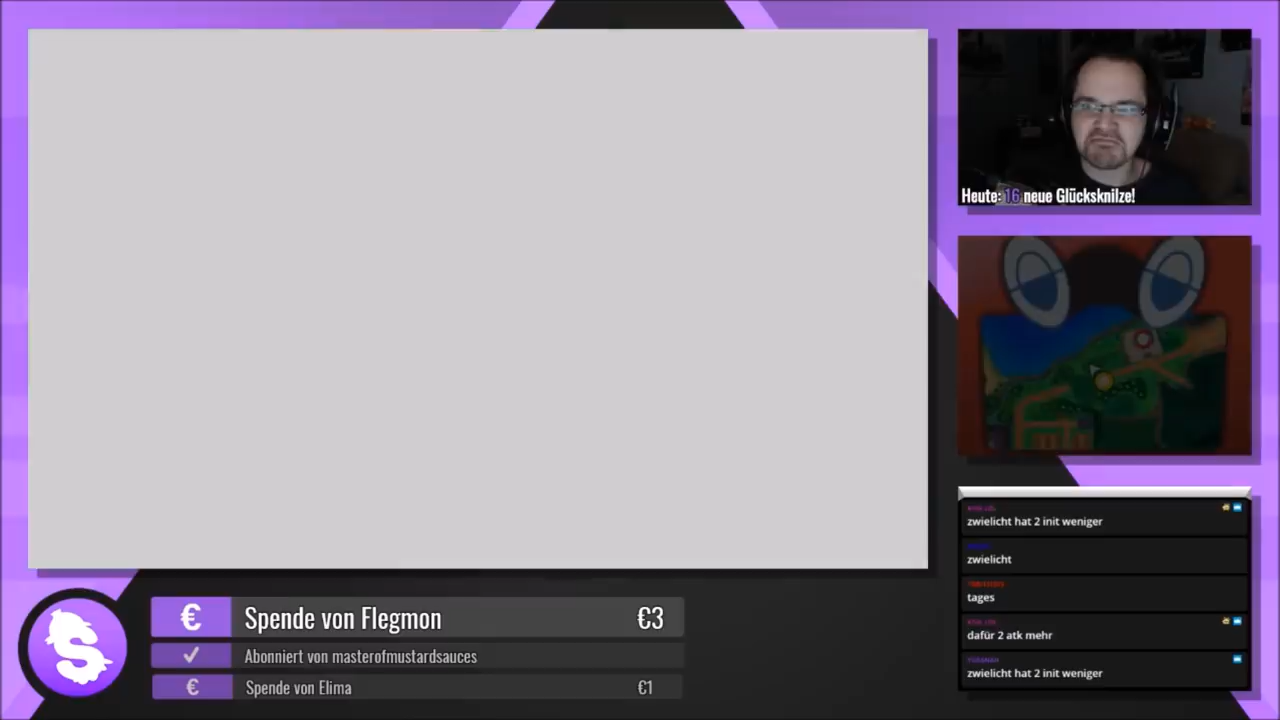 Heute: 16 neue Glücksknilze!
zwielicht hat 2 init weniger
zwielicht
tages
dafür 2 atk mehr
zwielicht hat 2 init weniger
€ Spende von Flegmon €3
Abonniert von masterofmustardsauces
€ Spende von Elima €1
S